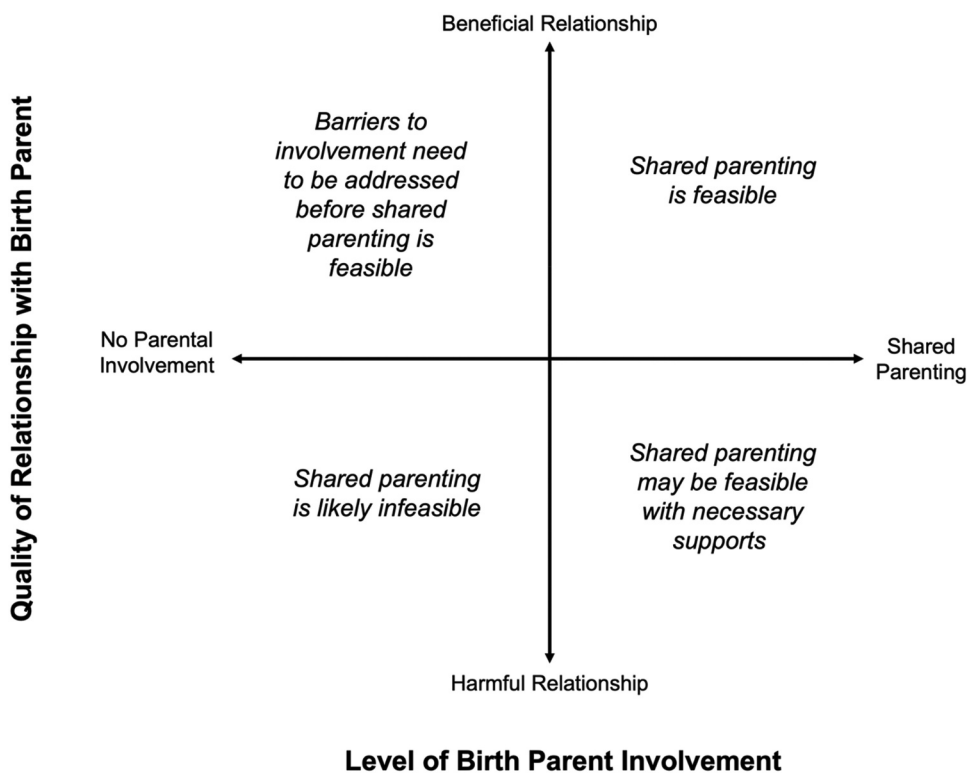 Beneficial Relationship
Quality of Relationship with Birth Parent
Barriers to
involvement need
to be addressed
before shared
parenting is
feasible
Shared parenting
is feasible
No Parental
Involvement
Shared
Parenting
Shared parenting
is likely infeasible
Shared parenting
may be feasible
with necessary
supports
Harmful Relationship
Level of Birth Parent Involvement